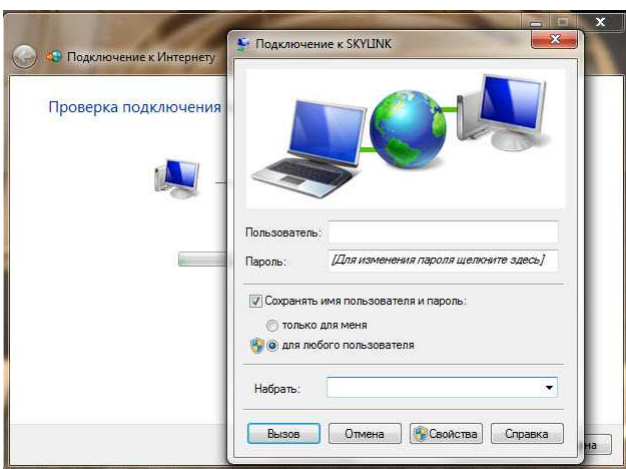 Подключение к Интернету
Подключение к SKYLINK
Проверка подключения
Пользователь:
Пароль: [Для изменения пароля щелкните здесь]
Сохранять имя пользователя и пароль:
только для меня
для любого пользователя
Набрать:
Вызов Отмена Свойства Справка